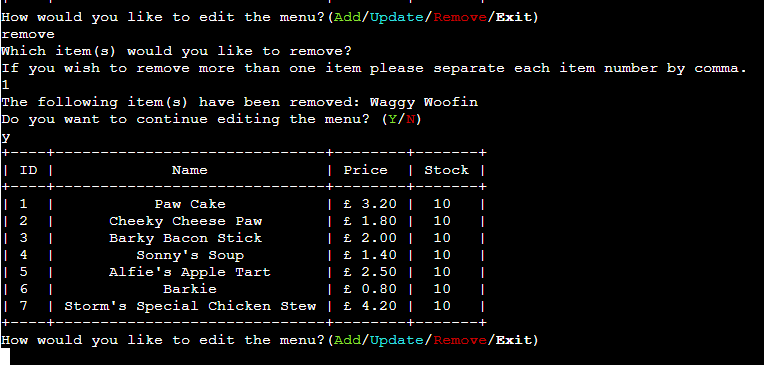 How would you like to edit the menu?(Add/Update/Remove/Exit)
remove
Which item(s) would you like to remove?
If you wish to remove more than one item please separate each item number by comma.
1
The following item(s) have been removed: Waggy Woofin
Do you want to continue editing the menu? (Y/N)
y
+----+------------------------------+--------+-------+
| ID |             Name             | Price  | Stock |
+----+------------------------------+--------+-------+
| 1  |           Paw Cake           | £ 3.20 |  10   |
| 2  |      Cheeky Cheese Paw       | £ 1.80 |  10   |
| 3  |      Barky Bacon Stick       | £ 2.00 |  10   |
| 4  |         Sonny's Soup         | £ 1.40 |  10   |
| 5  |      Alfie's Apple Tart      | £ 2.50 |  10   |
| 6  |            Barkie            | £ 0.80 |  10   |
| 7  | Storm's Special Chicken Stew | £ 4.20 |  10   |
+----+------------------------------+--------+-------+
How would you like to edit the menu?(Add/Update/Remove/Exit)